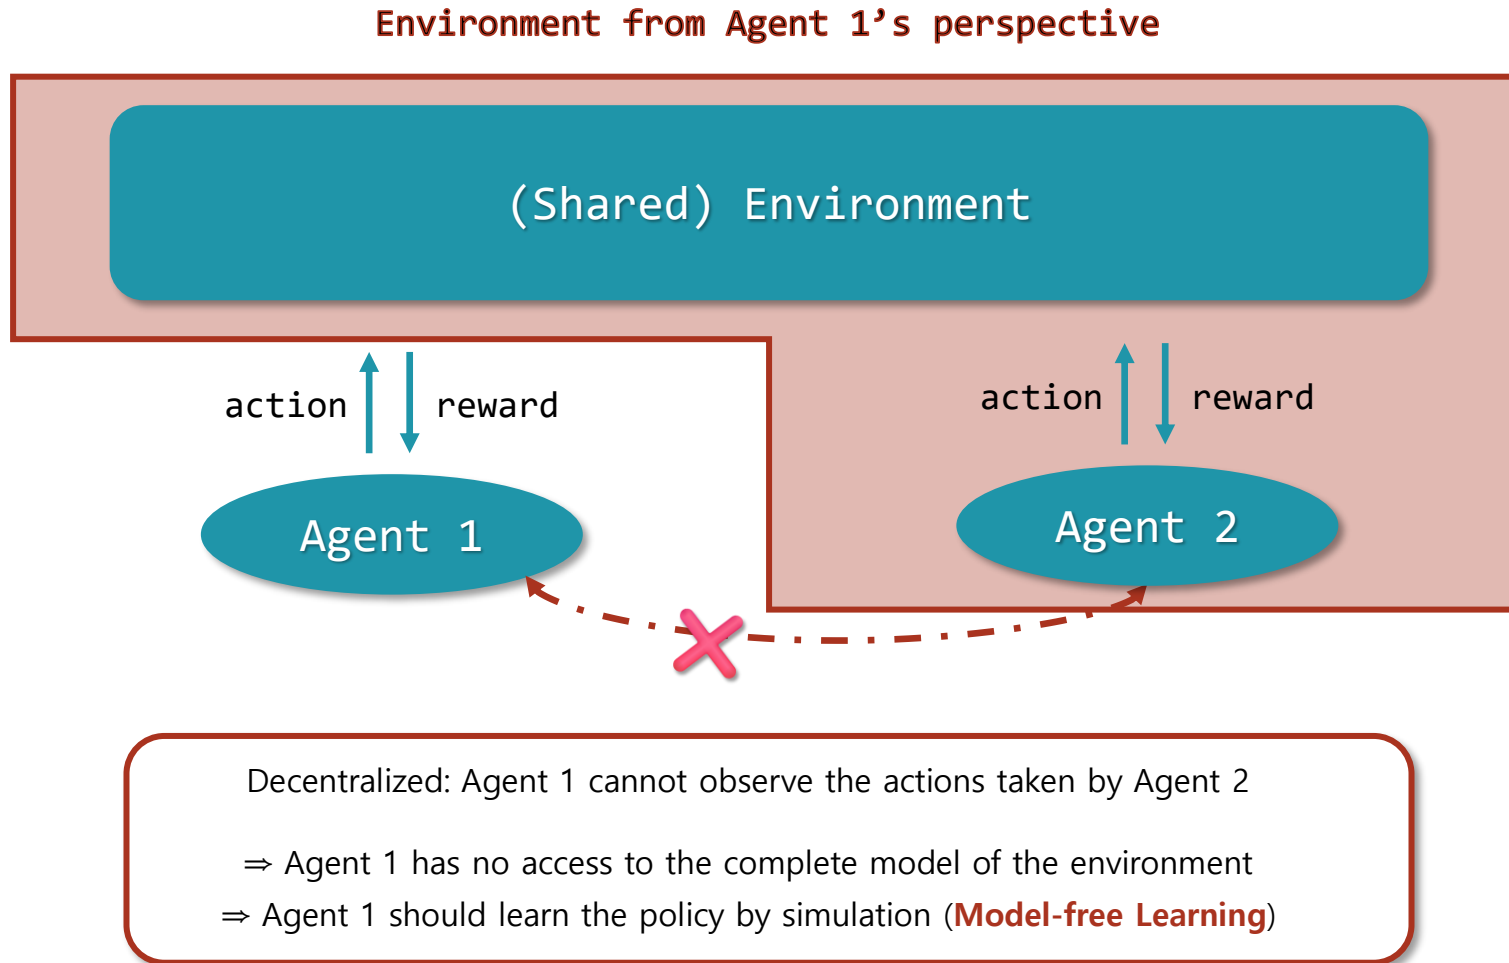 Environment from Agent 1’s perspective
(Shared) Environment
action
reward
action
reward
Agent 1
Agent 2
Decentralized: Agent 1 cannot observe the actions taken by Agent 2
⇒ Agent 1 has no access to the complete model of the environment
⇒ Agent 1 should learn the policy by simulation (Model-free Learning)